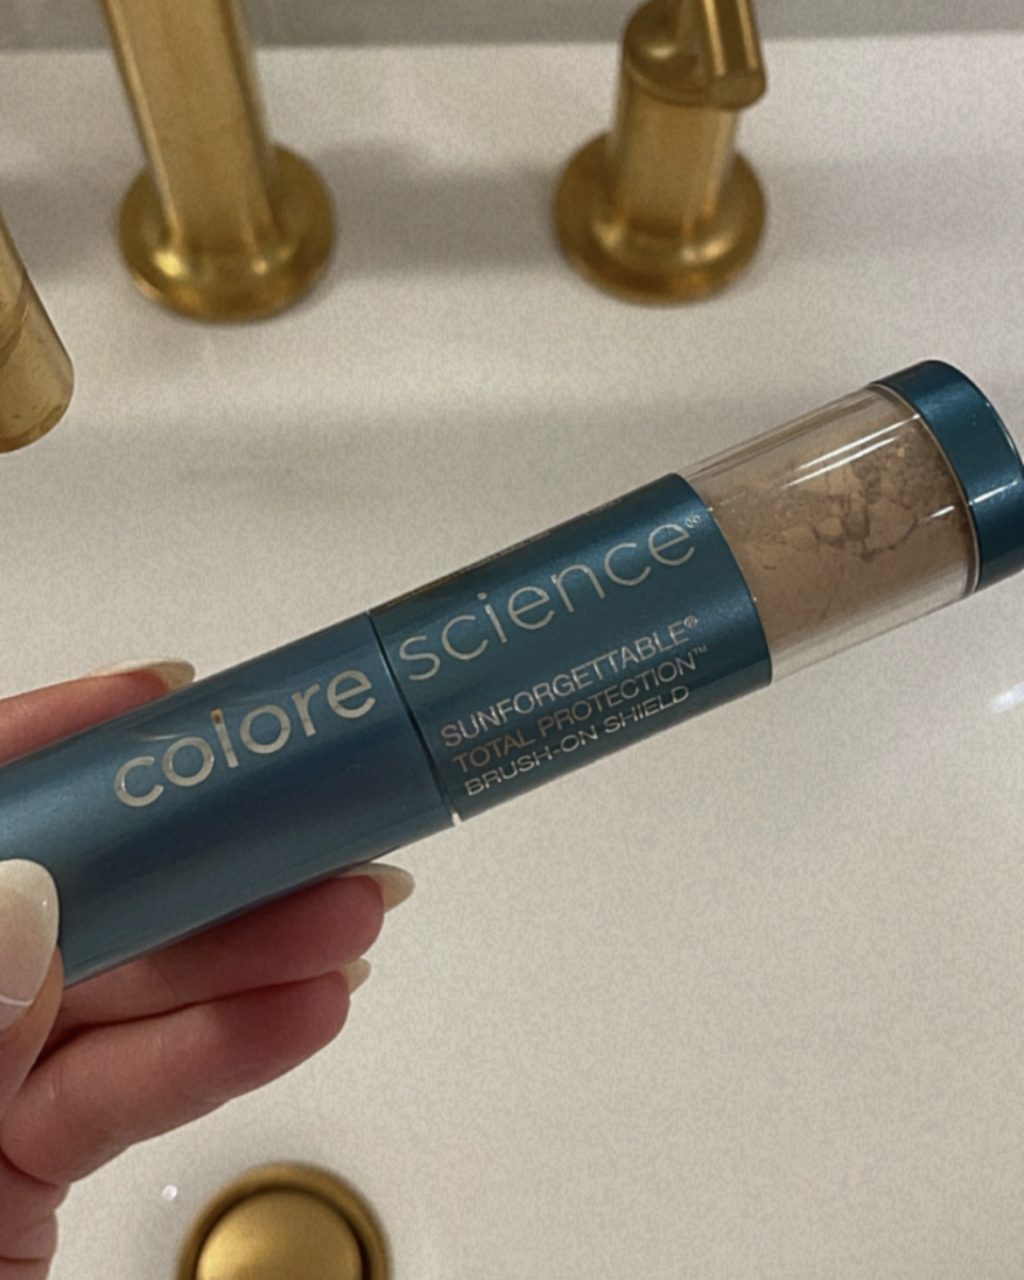 colore science®
SUNFORGETTABLE®
TOTAL PROTECTION™
BRUSH-ON SHIELD